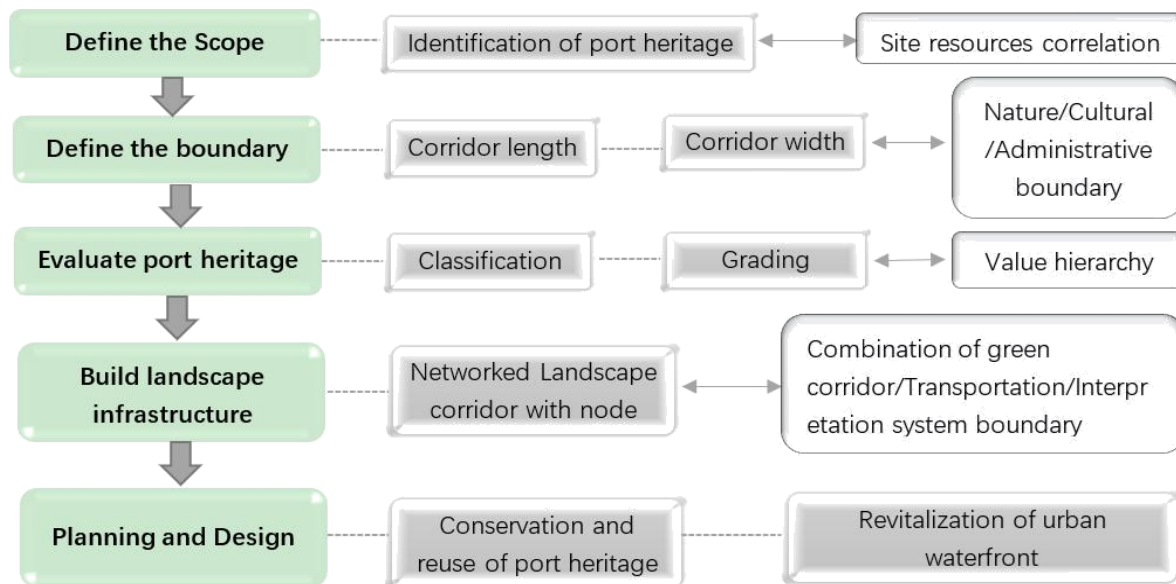 Define the Scope
Identification of port heritage
Site resources correlation
Define the boundary
Corridor length
Corridor width
Nature/Cultural
/Administrative
boundary
Evaluate port heritage
Classification
Grading
Value hierarchy
Build landscape
infrastructure
Networked Landscape
corridor with node
Combination of green
corridor/Transportation/Interpr
etation system boundary
Planning and Design
Conservation and
reuse of port heritage
Revitalization of urban
waterfront